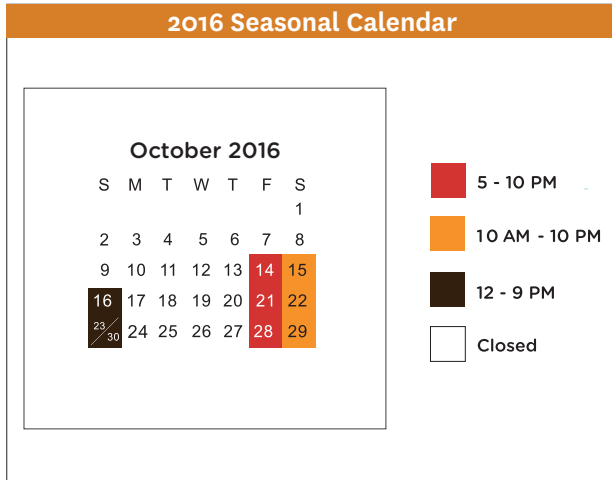 2016 Seasonal Calendar
October 2016
S M T W T F S
1
2 3 4 5 6 7 8
9 10 11 12 13 14 15
16 17 18 19 20 21 22
23/30 24 25 26 27 28 29
5 - 10 PM
10 AM - 10 PM
12 - 9 PM
Closed